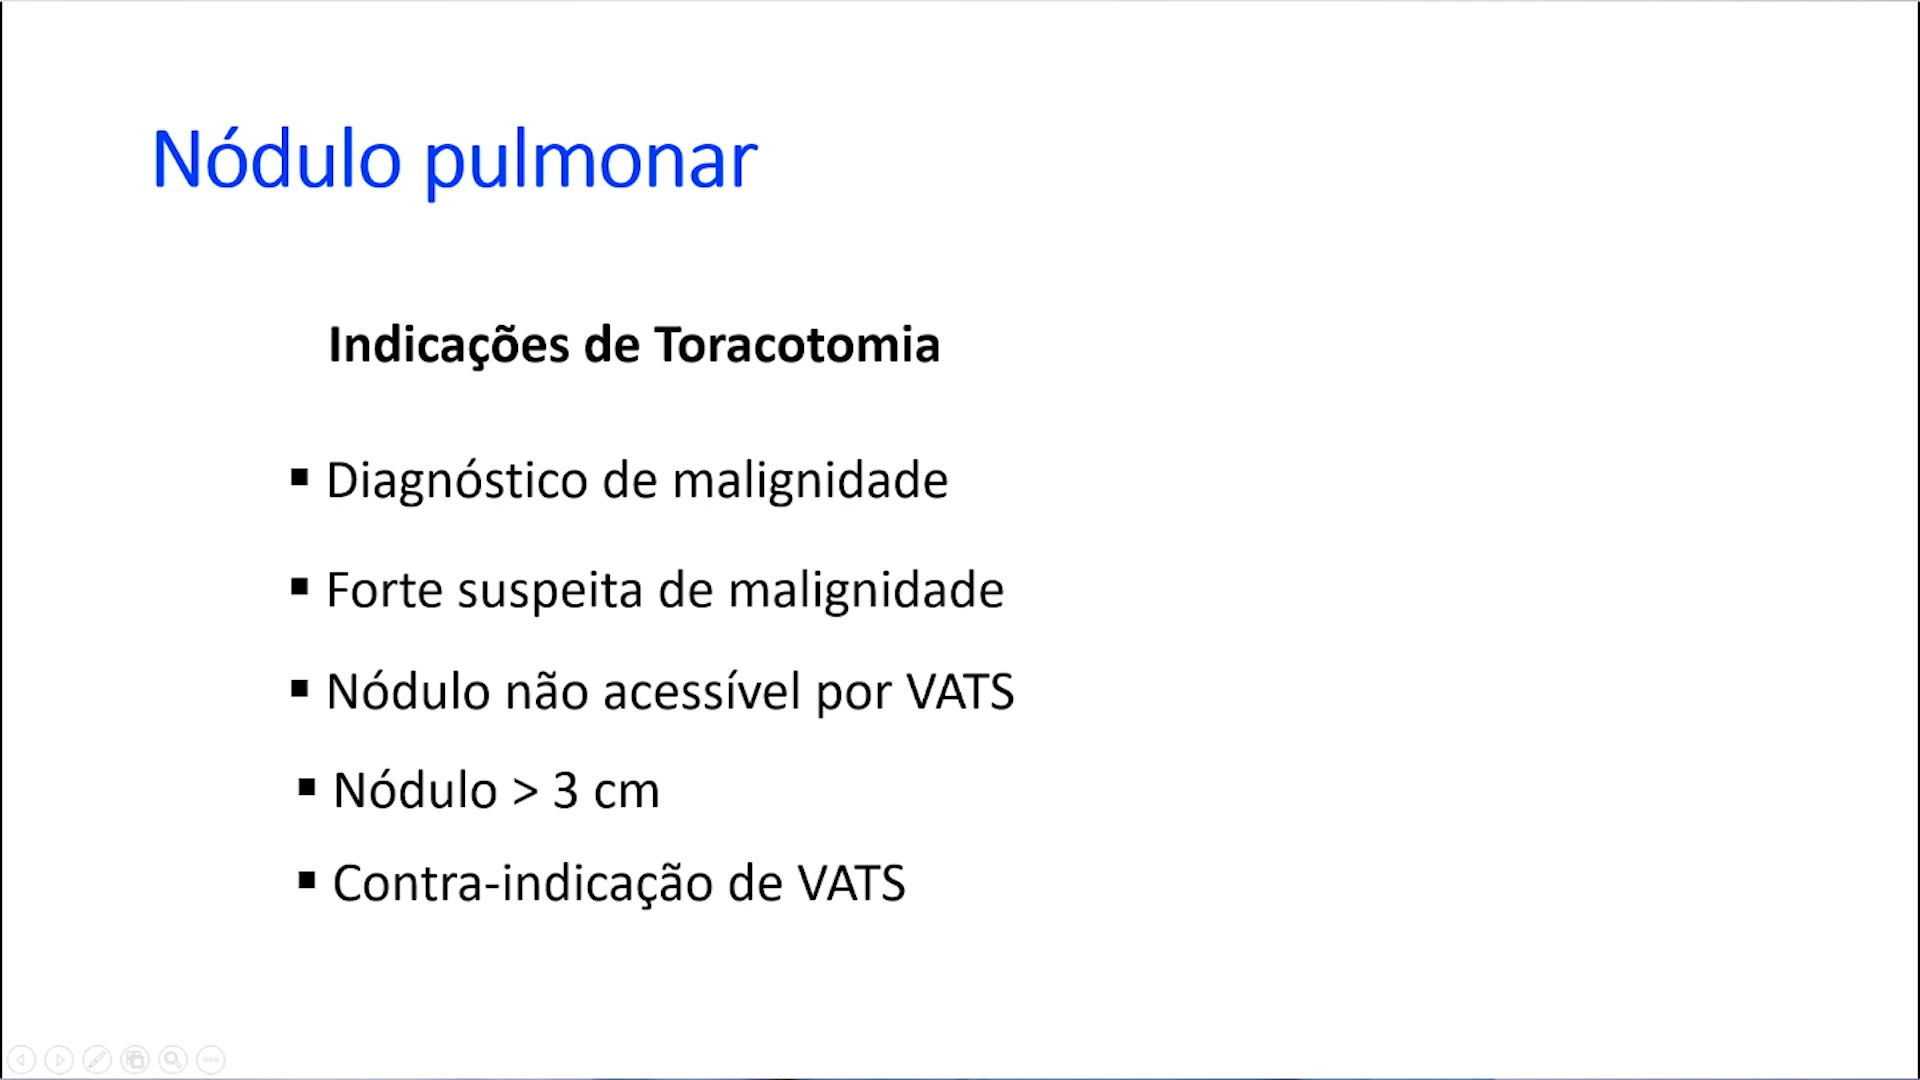 Nódulo pulmonar
Indicações de Toracotomia
▪ Diagnóstico de malignidade
▪ Forte suspeita de malignidade
▪ Nódulo não acessível por VATS
▪ Nódulo > 3 cm
▪ Contra-indicação de VATS